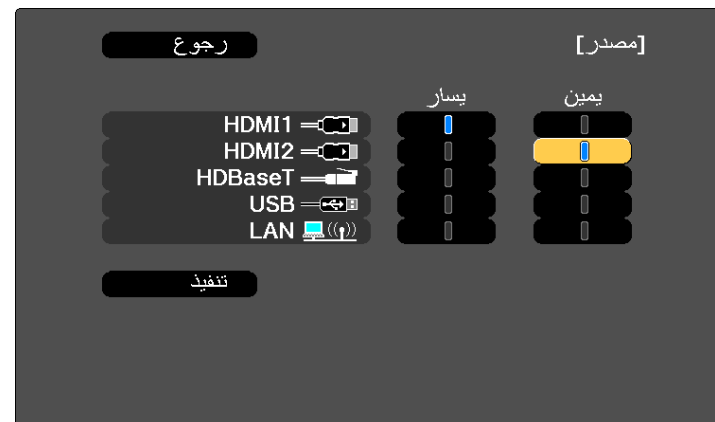 [مصدر]
رجوع
يمين
يسار
HDMI1
HDMI2
HDBaseT
USB
LAN
تنفيذ